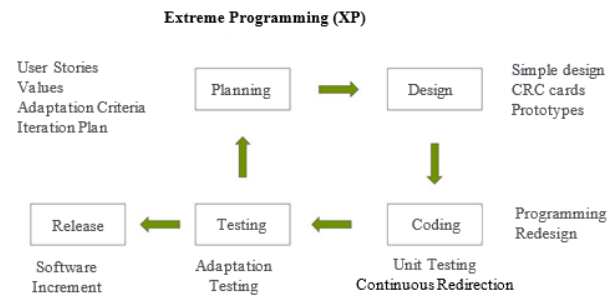 Extreme Programming (XP)
User Stories
Values
Adaptation Criteria
Iteration Plan
Planning
Design
Simple design
CRC cards
Prototypes
Release
Testing
Coding
Programming
Redesign
Software
Increment
Adaptation
Testing
Unit Testing
Continuous Redirection